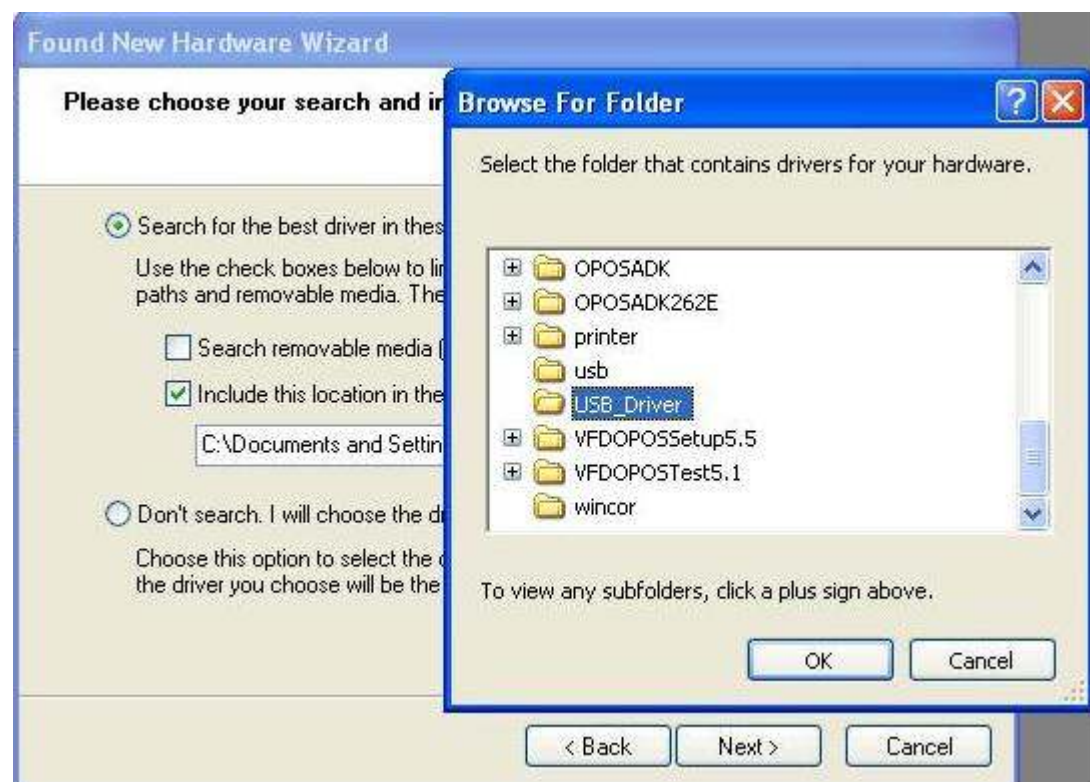 Found New Hardware Wizard
Please choose your search and in
Search for the best driver in thes
Use the check boxes below to lin
paths and removable media. The
Search removable media (
Include this location in the
C:\Documents and Settin
Don't search. I will choose the dr
Choose this option to select the d
the driver you choose will be the
< Back
Next >
Cancel
Browse For Folder
Select the folder that contains drivers for your hardware.
OPOSADK
OPOSADK262E
printer
usb
USB_Driver
VFDOPOSSetup5.5
VFDOPOSTest5.1
wincor
To view any subfolders, click a plus sign above.
OK
Cancel